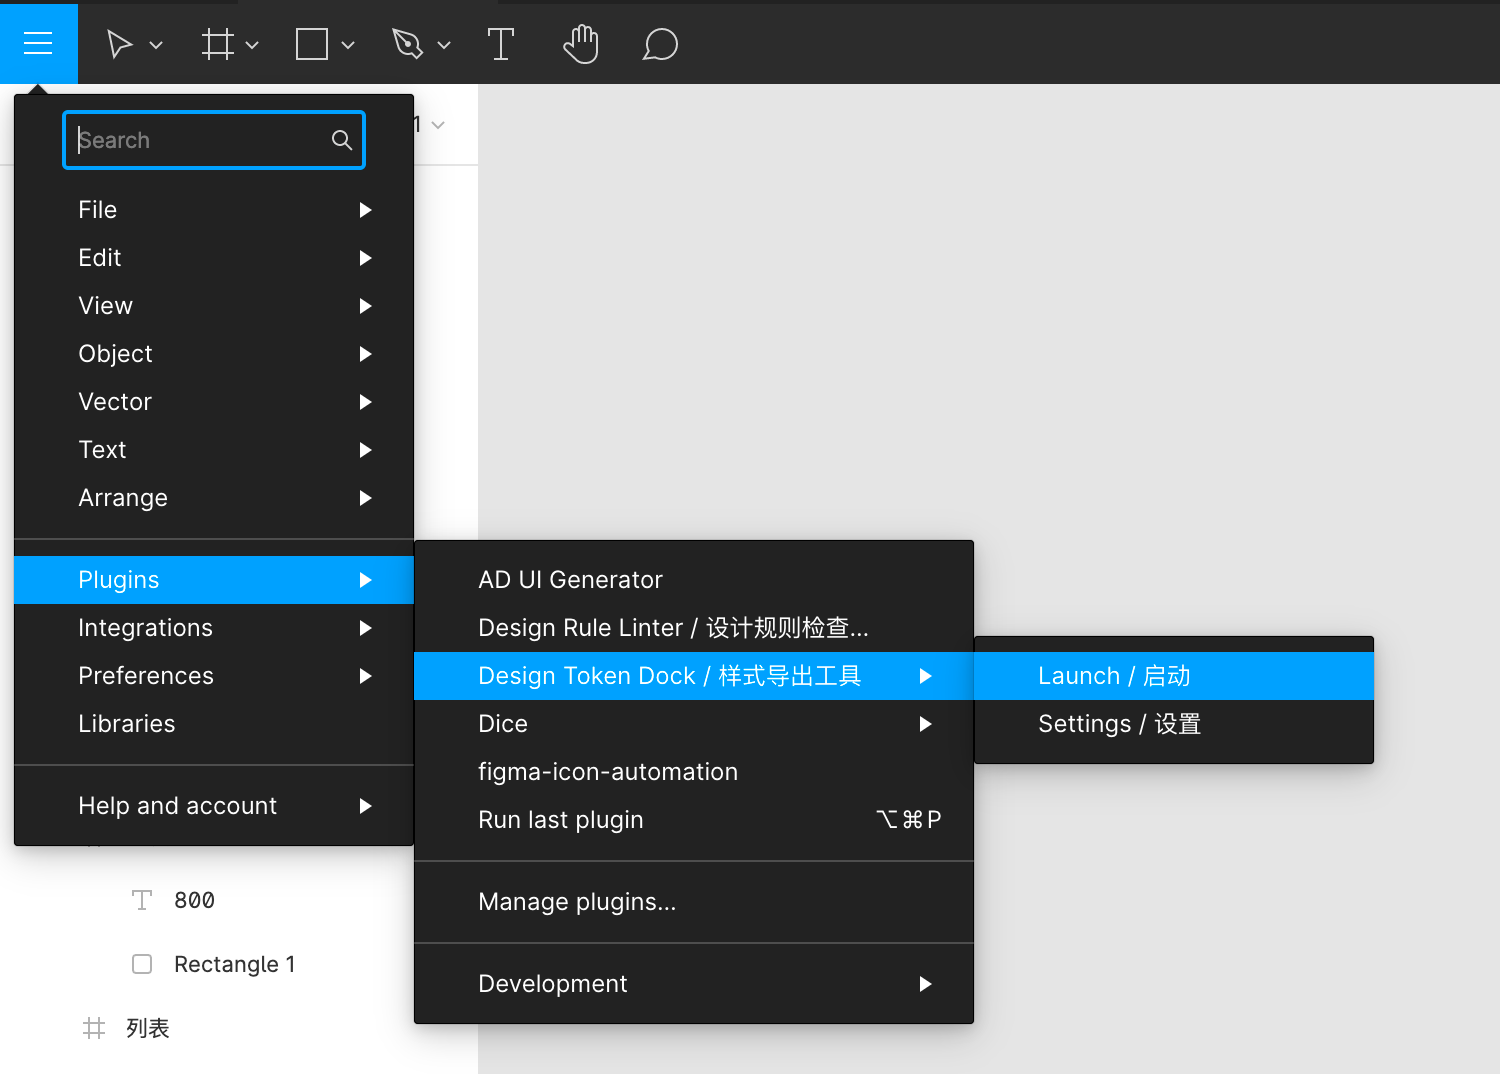 Search
1
File
Edit
View
Object
Vector
Text
Arrange
Plugins
Integrations
Preferences
Libraries
Help and account
AD UI Generator
Design Rule Linter / 设计规则检查...
Design Token Dock / 样式导出工具
Dice
figma-icon-automation
Run last plugin ⌥⌘P
Manage plugins...
Development
Launch / 启动
Settings / 设置
800
Rectangle 1
列表